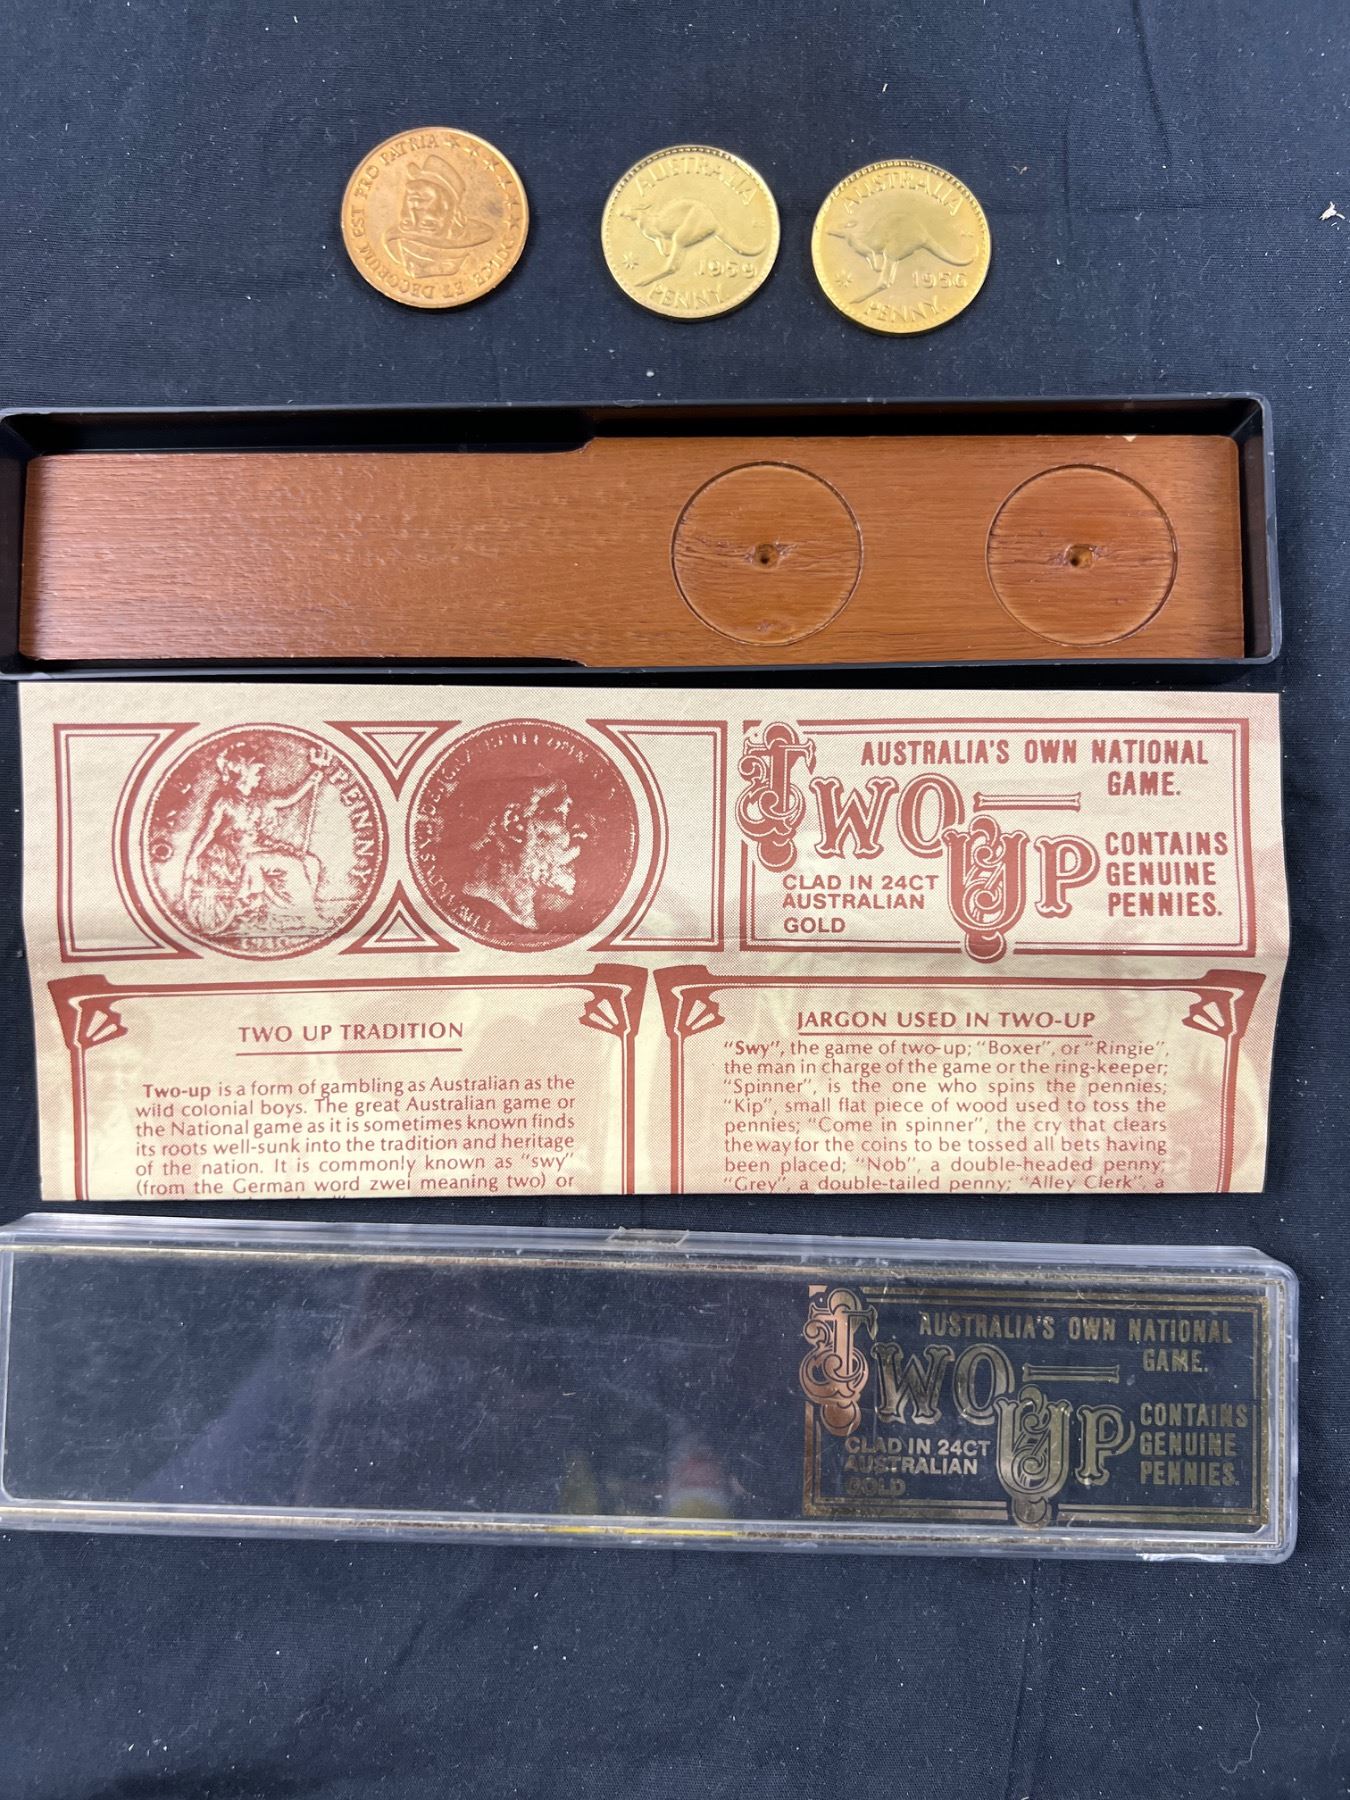 DULCE ET DECORUM EST PRO PATRIA
AUSTRALIA
1959
PENNY.
AUSTRALIA
1956
PENNY.
PENNY
AUSTRALIA'S OWN NATIONAL
GAME.
TWO-UP
CONTAINS
GENUINE
PENNIES.
CLAD IN 24CT
AUSTRALIAN
GOLD
TWO UP TRADITION
Two-up is a form of gambling as Australian as the
wild colonial boys. The great Australian game or
the National game as it is sometimes known finds
its roots well-sunk into the tradition and heritage
of the nation. It is commonly known as "swy"
(from the German word zwei meaning two) or
JARGON USED IN TWO-UP
"Swy", the game of two-up; "Boxer", or "Ringie",
the man in charge of the game or the ring-keeper;
"Spinner", is the one who spins the pennies;
"Kip", small flat piece of wood used to toss the
pennies; "Come in spinner", the cry that clears
the way for the coins to be tossed all bets having
been placed; "Nob", a double-headed penny;
"Grey", a double-tailed penny; "Alley Clerk", a
AUSTRALIA'S OWN NATIONAL
GAME.
TWO-UP
CONTAINS
GENUINE
PENNIES.
CLAD IN 24CT
AUSTRALIAN
GOLD